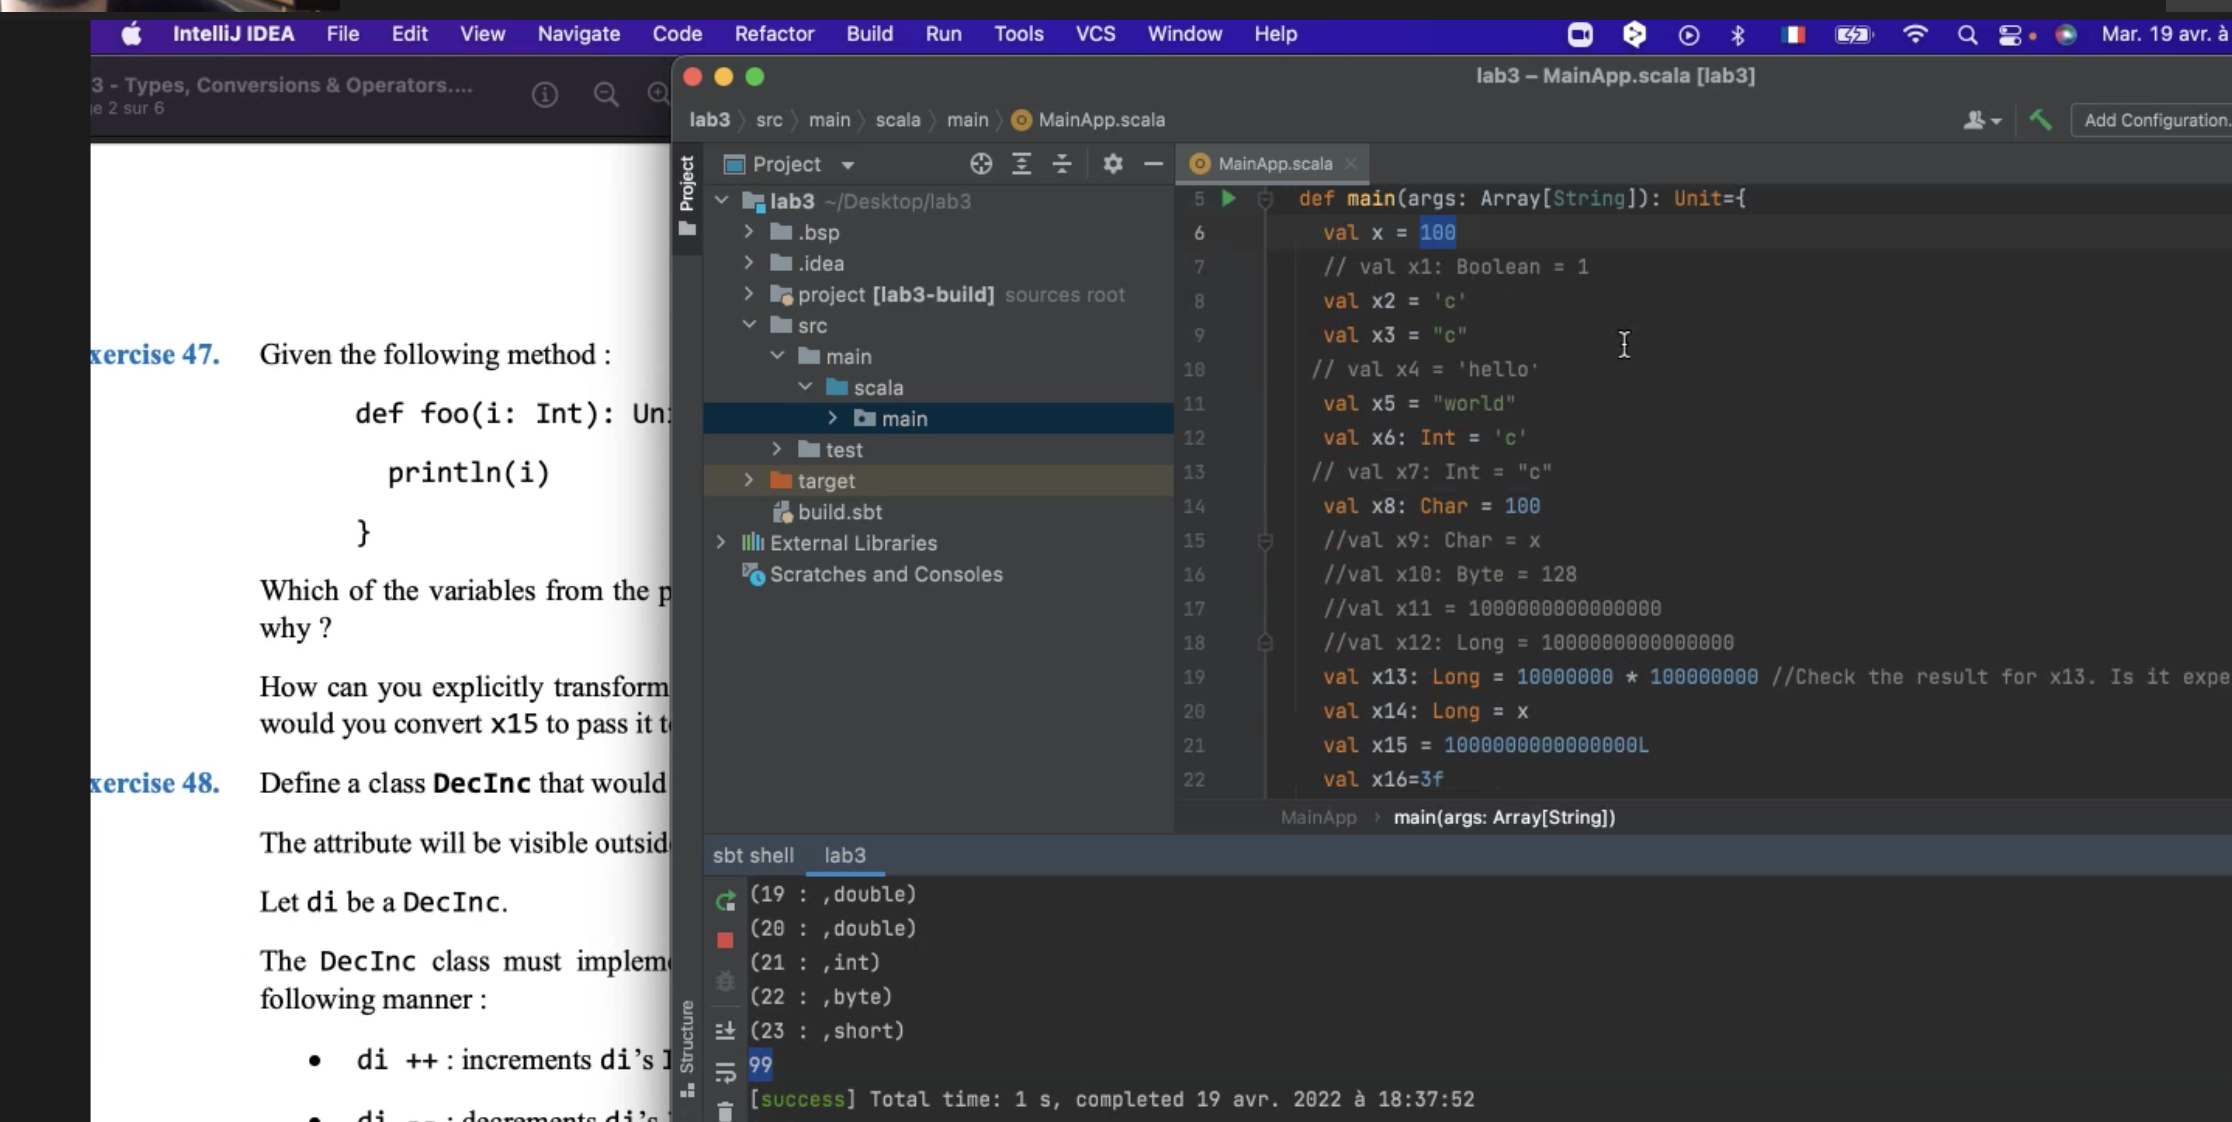 IntelliJ IDEA File Edit View Navigate Code Refactor Build Run Tools VCS Window Help Mar. 19 avr. à
3 - Types, Conversions & Operators....
e 2 sur 6
lab3 – MainApp.scala [lab3]
lab3 src main scala main MainApp.scala
Add Configuration.
Project
Project
lab3 ~/Desktop/lab3
.bsp
.idea
project [lab3-build] sources root
src
main
scala
main
test
target
build.sbt
External Libraries
Scratches and Consoles
MainApp.scala
5 def main(args: Array[String]): Unit={
6 val x = 100
7 // val x1: Boolean = 1
8 val x2 = 'c'
9 val x3 = "c"
10 // val x4 = 'hello'
11 val x5 = "world"
12 val x6: Int = 'c'
13 // val x7: Int = "c"
14 val x8: Char = 100
15 //val x9: Char = x
16 //val x10: Byte = 128
17 //val x11 = 1000000000000000
18 //val x12: Long = 1000000000000000
19 val x13: Long = 10000000 * 100000000 //Check the result for x13. Is it expe
20 val x14: Long = x
21 val x15 = 1000000000000000L
22 val x16=3f
MainApp main(args: Array[String])
xercise 47. Given the following method :
def foo(i: Int): Un
println(i)
}
Which of the variables from the p
why ?
How can you explicitly transform
would you convert x15 to pass it t
xercise 48. Define a class DecInc that would
The attribute will be visible outsid
Let di be a DecInc.
The DecInc class must implem
following manner :
• di ++ : increments di's I
• di -- : decrements di's
sbt shell lab3
(19 : ,double)
(20 : ,double)
(21 : ,int)
(22 : ,byte)
(23 : ,short)
99
[success] Total time: 1 s, completed 19 avr. 2022 à 18:37:52
Structure